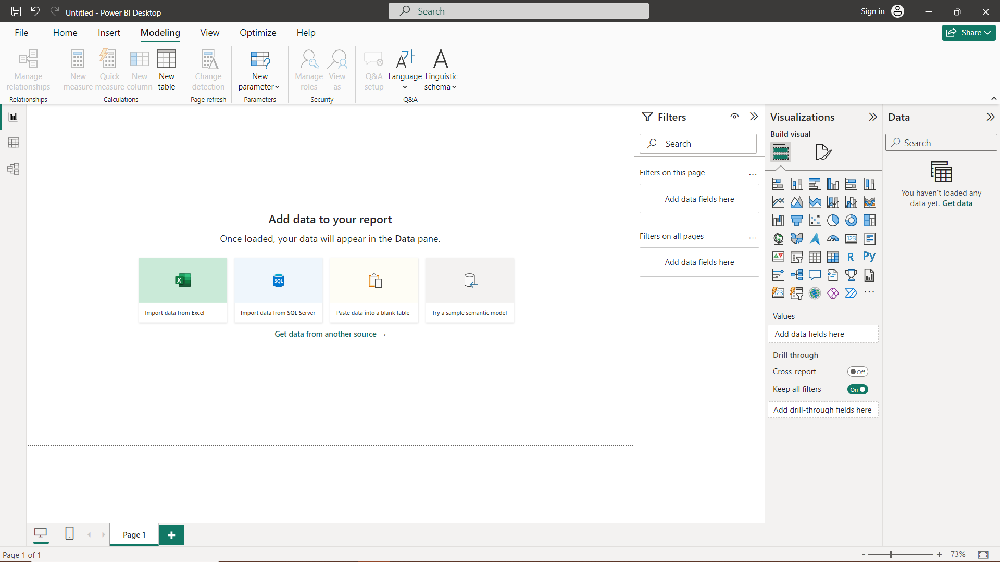 Untitled - Power BI Desktop
Search
Sign in
File
Home
Insert
Modeling
View
Optimize
Help
Share
Manage
relationships
Relationships
New
measure
Quick
measure
New
column
New
table
Calculations
Change
detection
Page refresh
New
parameter
Parameters
Manage
roles
View
as
Security
Q&A
setup
Language
Linguistic
schema
Q&A
Add data to your report
Once loaded, your data will appear in the Data pane.
Import data from Excel
SQL
Import data from SQL Server
Paste data into a blank table
Try a sample semantic model
Get data from another source →
Filters
Search
Filters on this page
...
Add data fields here
Filters on all pages
...
Add data fields here
Visualizations
Build visual
123
R
Py
123
...
Values
Add data fields here
Drill through
Cross-report
Off
Keep all filters
On
Add drill-through fields here
Data
Search
You haven't loaded any
data yet. Get data
Page 1
Page 1 of 1
- + 73%